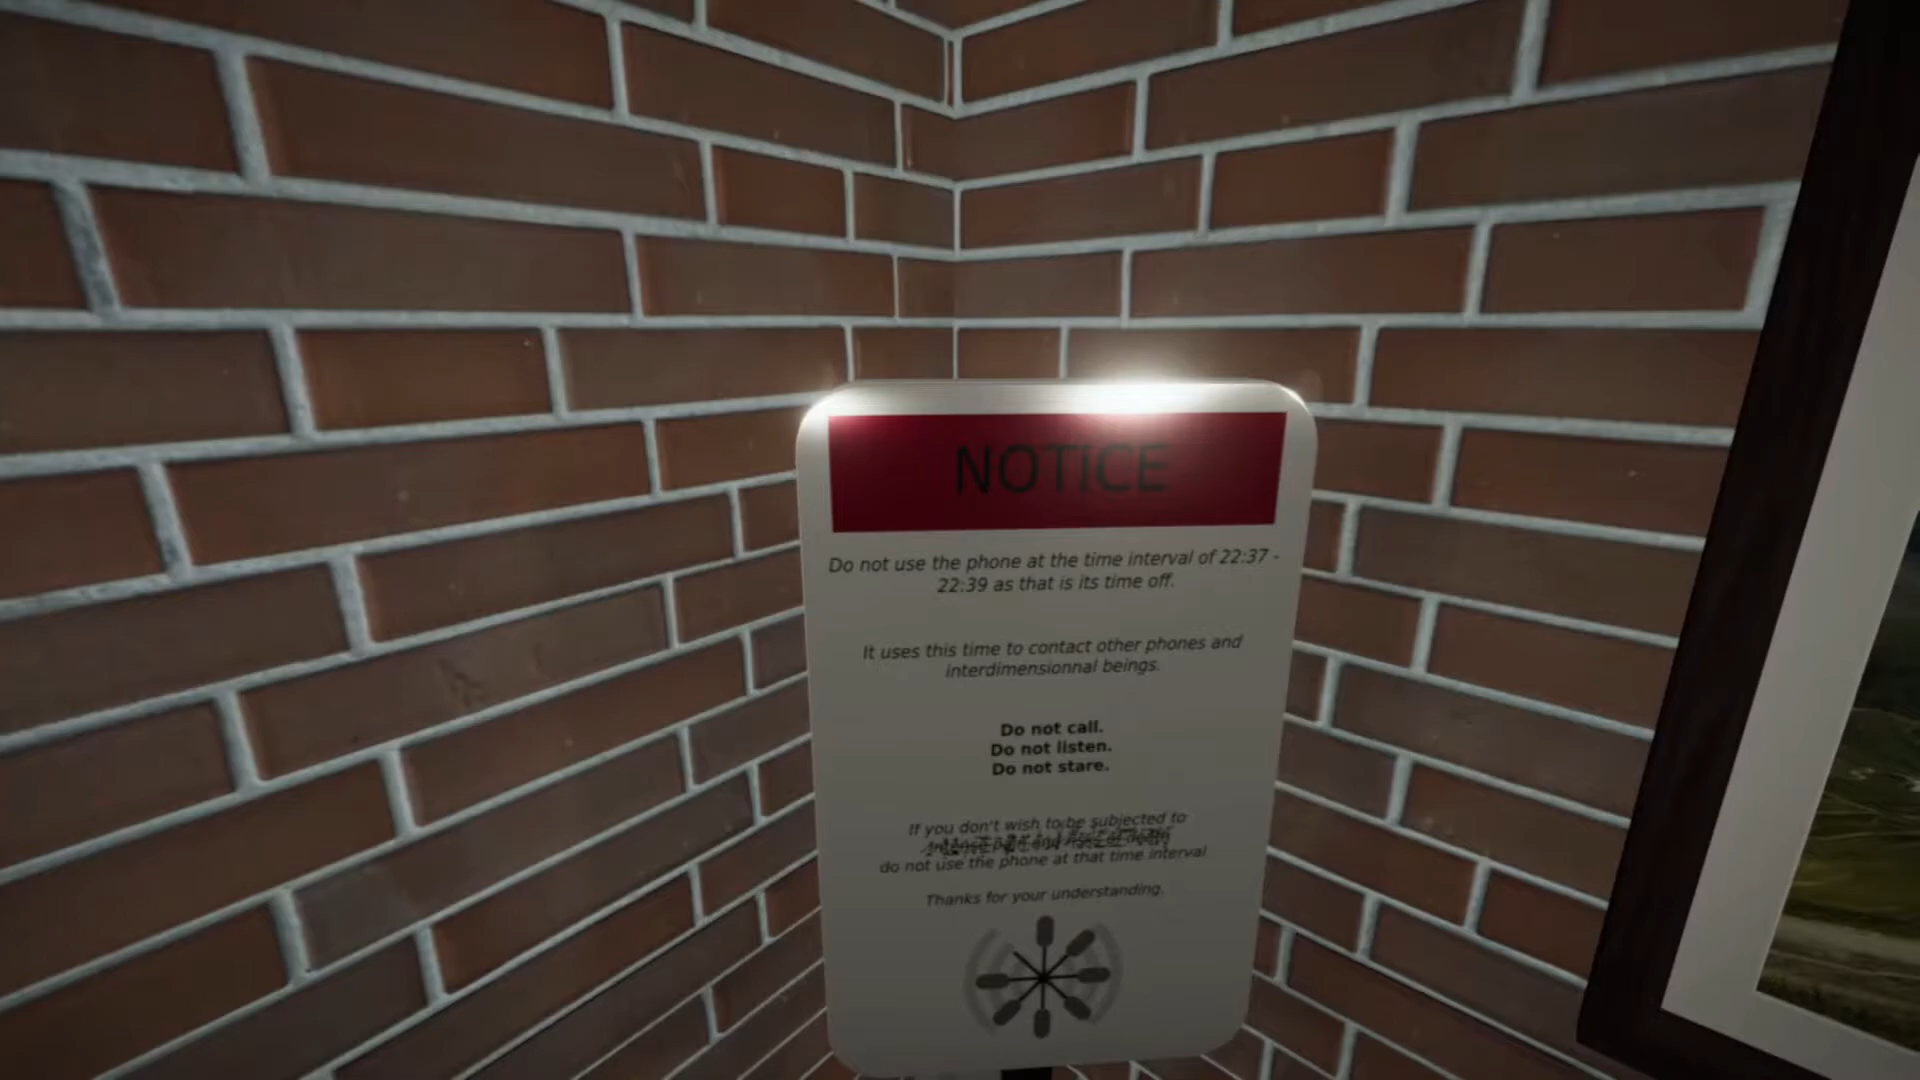 NOTICE
Do not use the phone at the time interval of 22:37 -
22:39 as that is its time off.
It uses this time to contact other phones and
interdimensionnal beings.
Do not call.
Do not listen.
Do not stare.
If you don't wish to be subjected to
do not use the phone at that time interval
Thanks for your understanding.